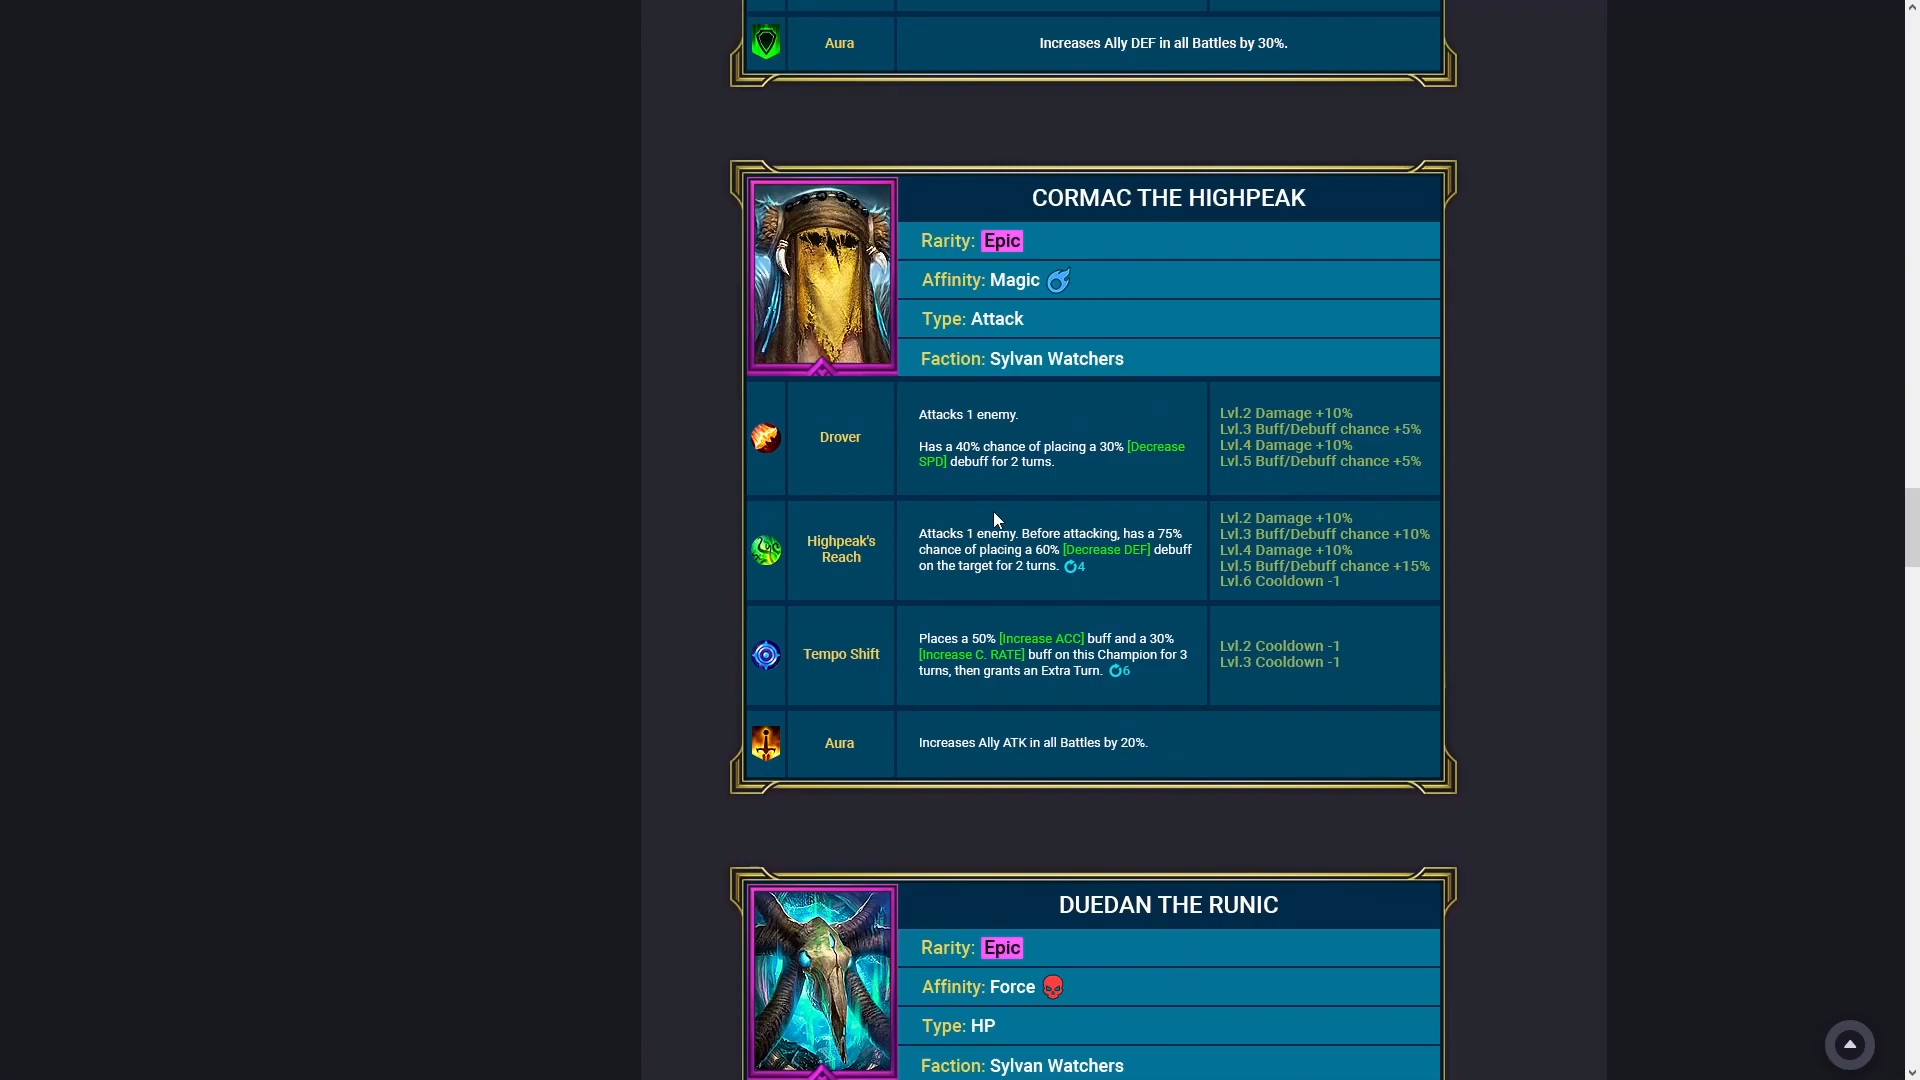 Aura
Increases Ally DEF in all Battles by 30%.
CORMAC THE HIGHPEAK
Rarity: Epic
Affinity: Magic
Type: Attack
Faction: Sylvan Watchers
Drover
Attacks 1 enemy.
Has a 40% chance of placing a 30% [Decrease
SPD] debuff for 2 turns.
Lvl.2 Damage +10%
Lvl.3 Buff/Debuff chance +5%
Lvl.4 Damage +10%
Lvl.5 Buff/Debuff chance +5%
Highpeak's
Reach
Attacks 1 enemy. Before attacking, has a 75%
chance of placing a 60% [Decrease DEF] debuff
on the target for 2 turns. 4
Lvl.2 Damage +10%
Lvl.3 Buff/Debuff chance +10%
Lvl.4 Damage +10%
Lvl.5 Buff/Debuff chance +15%
Lvl.6 Cooldown -1
Tempo Shift
Places a 50% [Increase ACC] buff and a 30%
[Increase C. RATE] buff on this Champion for 3
turns, then grants an Extra Turn. 6
Lvl.2 Cooldown -1
Lvl.3 Cooldown -1
Aura
Increases Ally ATK in all Battles by 20%.
DUEDAN THE RUNIC
Rarity: Epic
Affinity: Force
Type: HP
Faction: Sylvan Watchers